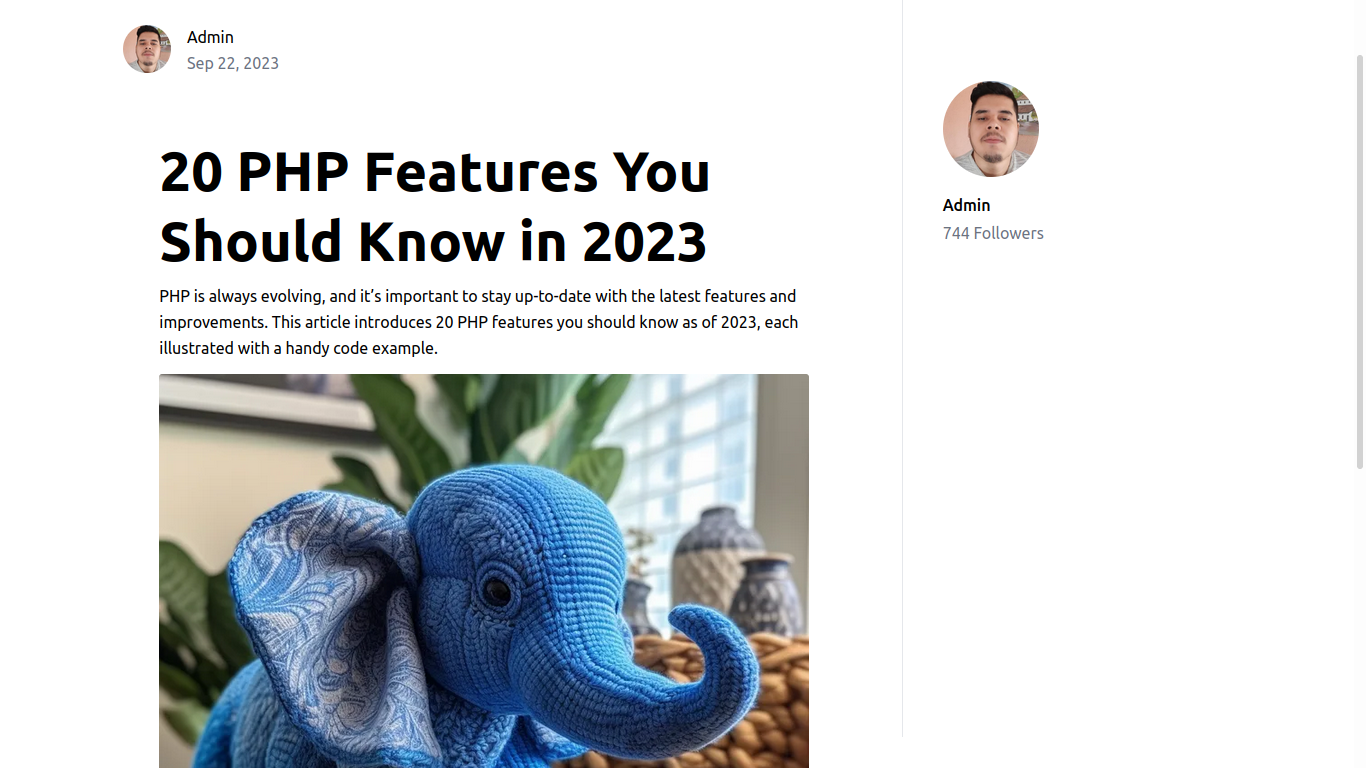 Admin
Sep 22, 2023
20 PHP Features You
Should Know in 2023
PHP is always evolving, and it’s important to stay up-to-date with the latest features and
improvements. This article introduces 20 PHP features you should know as of 2023, each
illustrated with a handy code example.
Admin
744 Followers